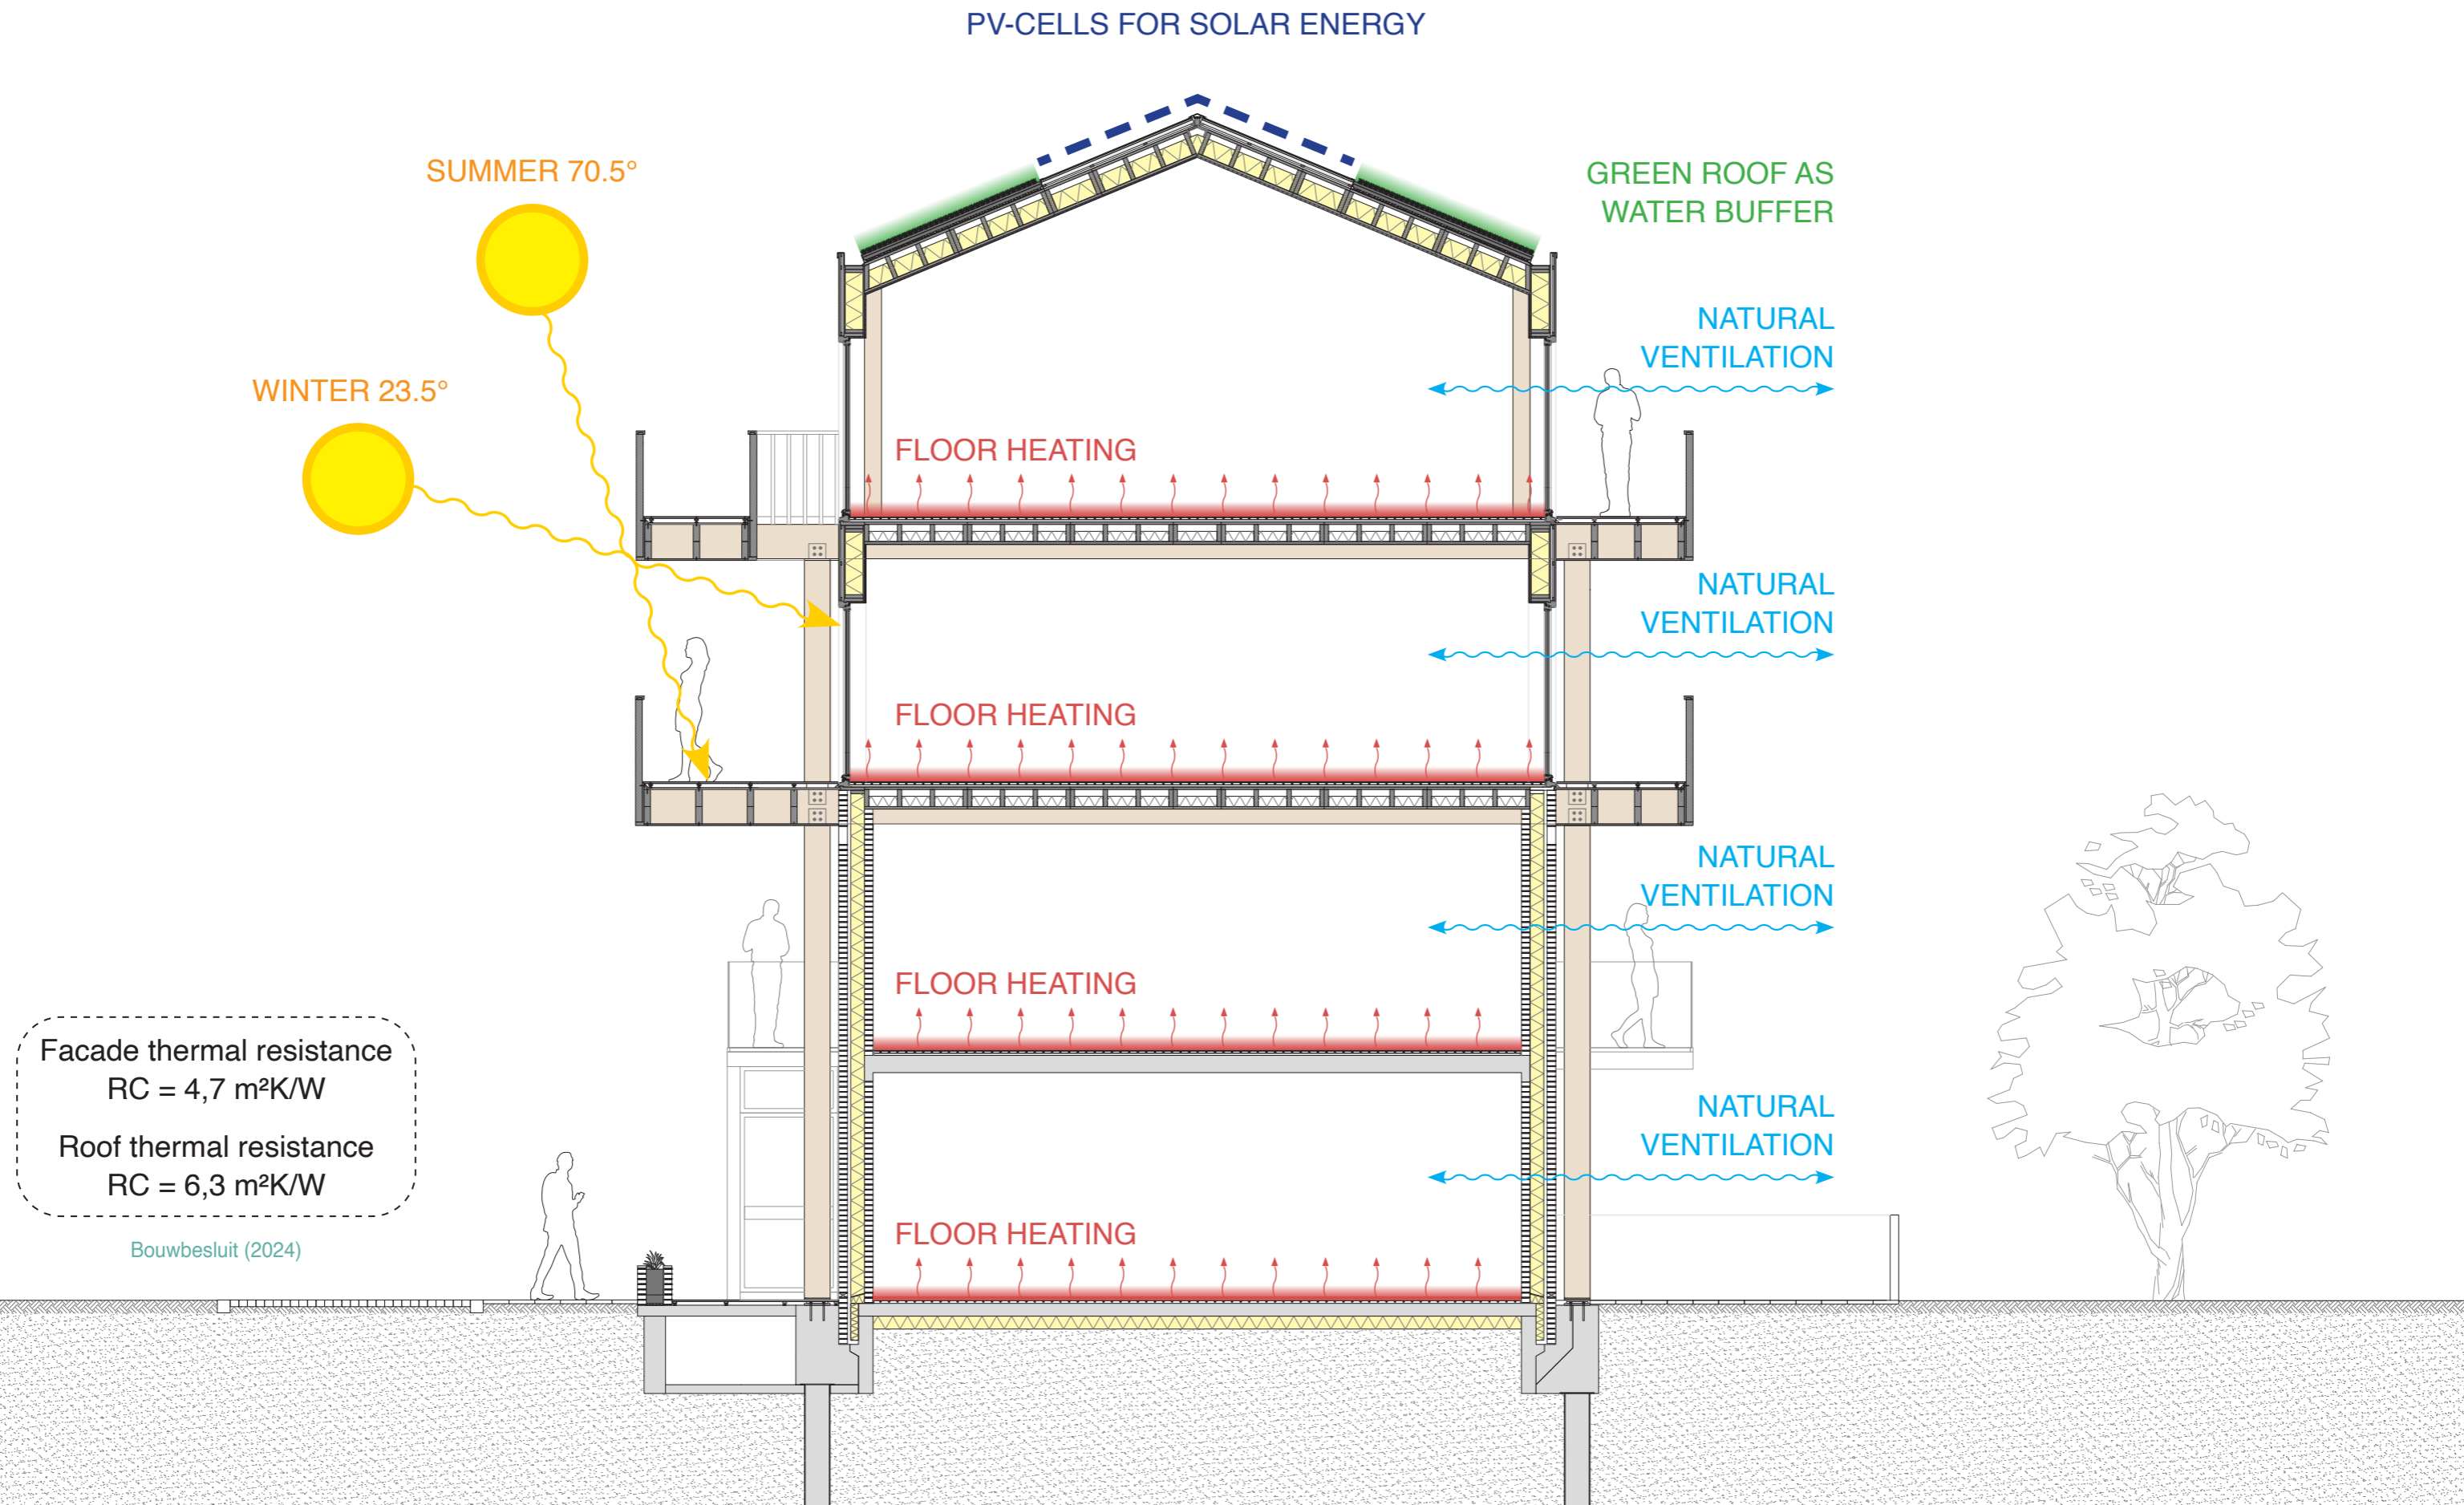 PV-CELLS FOR SOLAR ENERGY
SUMMER 70.5°
GREEN ROOF AS
WATER BUFFER
NATURAL
VENTILATION
WINTER 23.5°
FLOOR HEATING
NATURAL
VENTILATION
FLOOR HEATING
NATURAL
VENTILATION
FLOOR HEATING
Facade thermal resistance
RC = 4,7 m²K/W
Roof thermal resistance
RC = 6,3 m²K/W
Bouwbesluit (2024)
NATURAL
VENTILATION
FLOOR HEATING